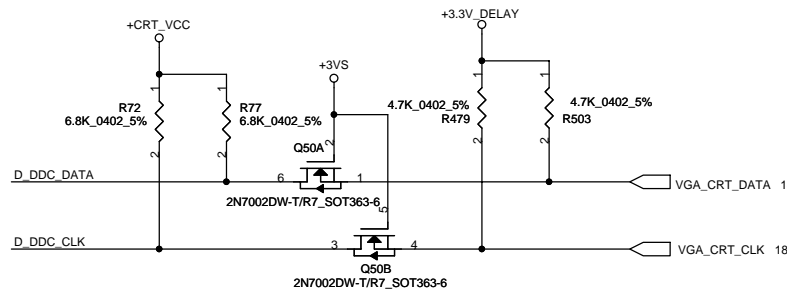 +CRT_VCC
+3.3V_DELAY
+3VS
1
1
1
1
R72
6.8K_0402_5%
R77
6.8K_0402_5%
4.7K_0402_5%
R479
4.7K_0402_5%
R503
2
2
2
2
2
Q50A
D_DDC_DATA
6
1
VGA_CRT_DATA 1
2N7002DW-T/R7_SOT363-6
5
D_DDC_CLK
3
4
VGA_CRT_CLK 18
Q50B
2N7002DW-T/R7_SOT363-6